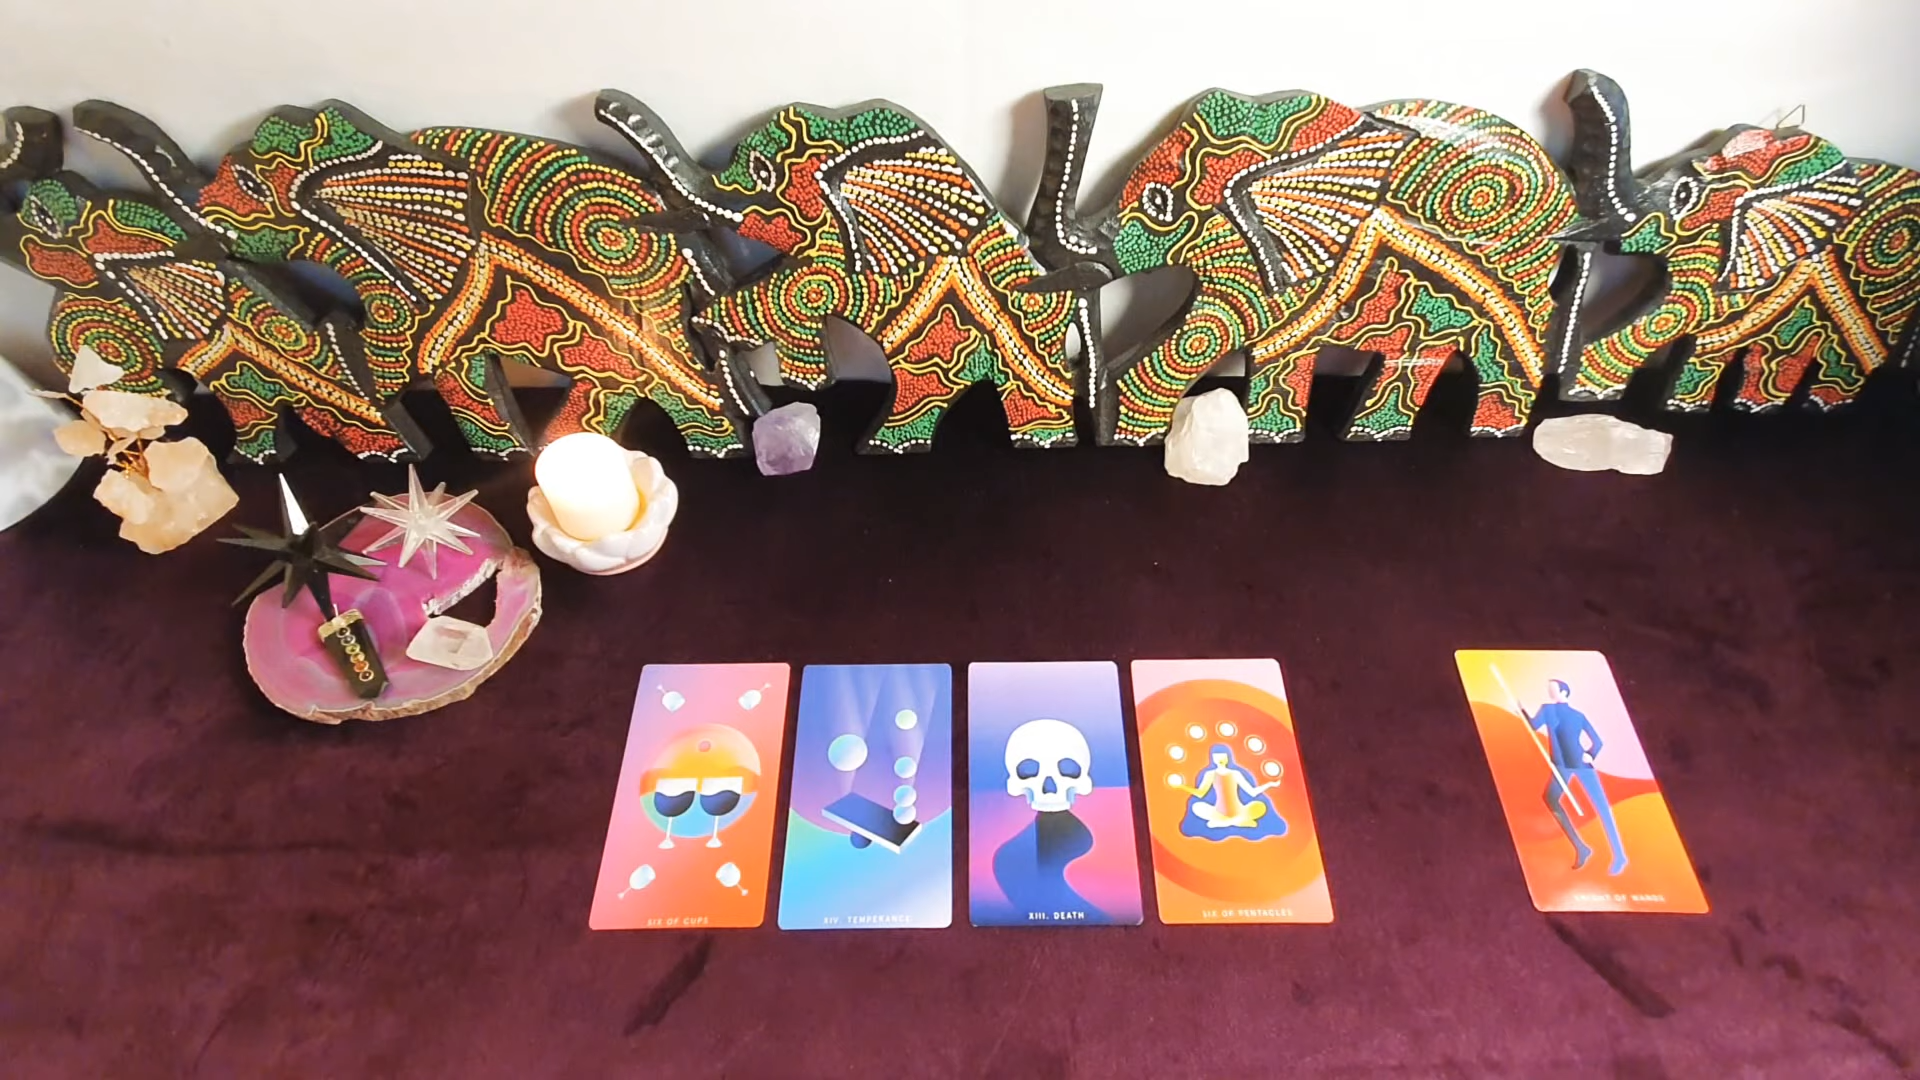 SIX OF CUPS
XIV. TEMPERANCE
XIII. DEATH
SIX OF PENTACLES
KNIGHT OF WANDS